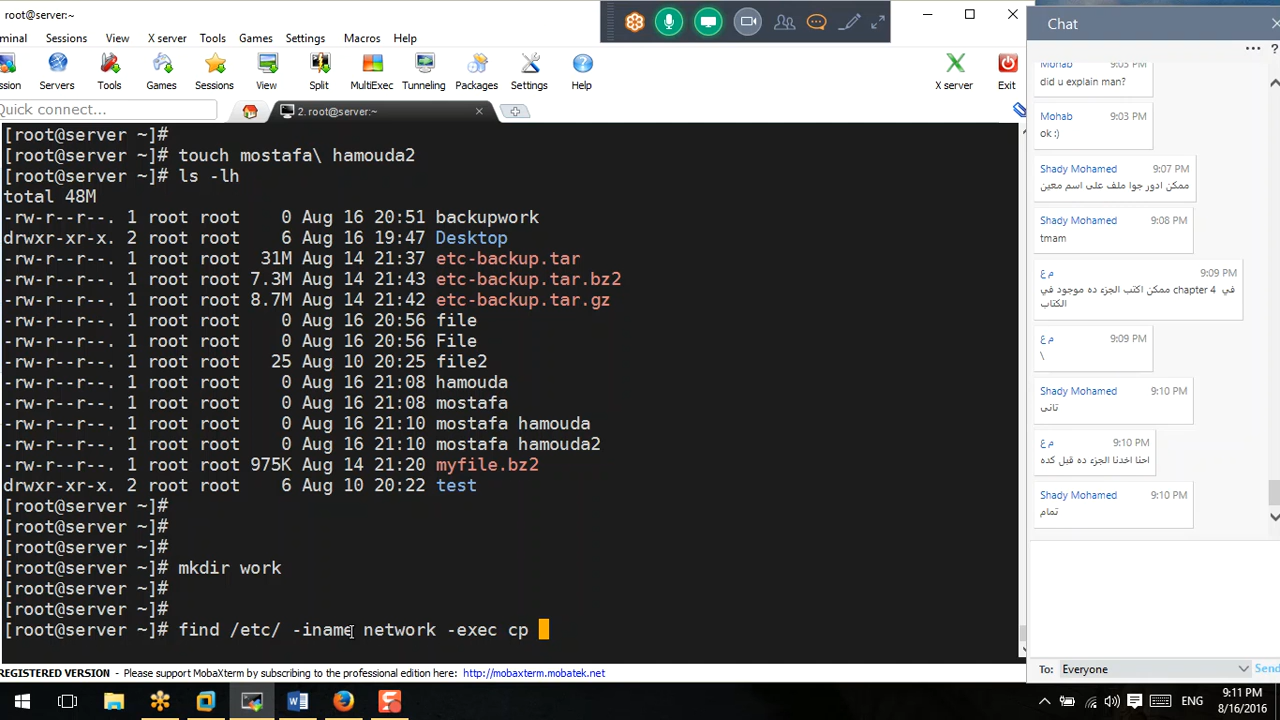 root@server:~
Chat
minal Sessions View X server Tools Games Settings Macros Help
ssion Servers Tools Games Sessions View Split MultiExec Tunneling Packages Settings Help X server Exit
Quick connect...
2. root@server:~
[root@server ~]#
[root@server ~]# touch mostafa\ hamouda2
[root@server ~]# ls -lh
total 48M
-rw-r--r--. 1 root root 0 Aug 16 20:51 backupwork
drwxr-xr-x. 2 root root 6 Aug 16 19:47 Desktop
-rw-r--r--. 1 root root 31M Aug 14 21:37 etc-backup.tar
-rw-r--r--. 1 root root 7.3M Aug 14 21:43 etc-backup.tar.bz2
-rw-r--r--. 1 root root 8.7M Aug 14 21:42 etc-backup.tar.gz
-rw-r--r--. 1 root root 0 Aug 16 20:56 file
-rw-r--r--. 1 root root 0 Aug 16 20:56 File
-rw-r--r--. 1 root root 25 Aug 10 20:25 file2
-rw-r--r--. 1 root root 0 Aug 16 21:08 hamouda
-rw-r--r--. 1 root root 0 Aug 16 21:08 mostafa
-rw-r--r--. 1 root root 0 Aug 16 21:10 mostafa hamouda
-rw-r--r--. 1 root root 0 Aug 16 21:10 mostafa hamouda2
-rw-r--r--. 1 root root 975K Aug 14 21:20 myfile.bz2
drwxr-xr-x. 2 root root 6 Aug 10 20:22 test
[root@server ~]#
[root@server ~]#
[root@server ~]#
[root@server ~]# mkdir work
[root@server ~]#
[root@server ~]#
[root@server ~]# find /etc/ -iname network -exec cp
REGISTERED VERSION - Please support MobaXterm by subscribing to the professional edition here: http://mobaxterm.mobatek.net
Mohab 9:03 PM
did u explain man?
Mohab 9:03 PM
ok :)
Shady Mohamed 9:07 PM
ممكن ادور جوا ملف على اسم معين
Shady Mohamed 9:08 PM
tmam
م ع 9:09 PM
في chapter 4 ممكن اكتب الجزء ده موجود في
الكتاب
م ع 9:09 PM
\
Shady Mohamed 9:10 PM
تانى
م ع 9:10 PM
احنا اخدنا الجزء ده قبل كده
Shady Mohamed 9:10 PM
تمام
To: Everyone Send
ENG
9:11 PM
8/16/2016